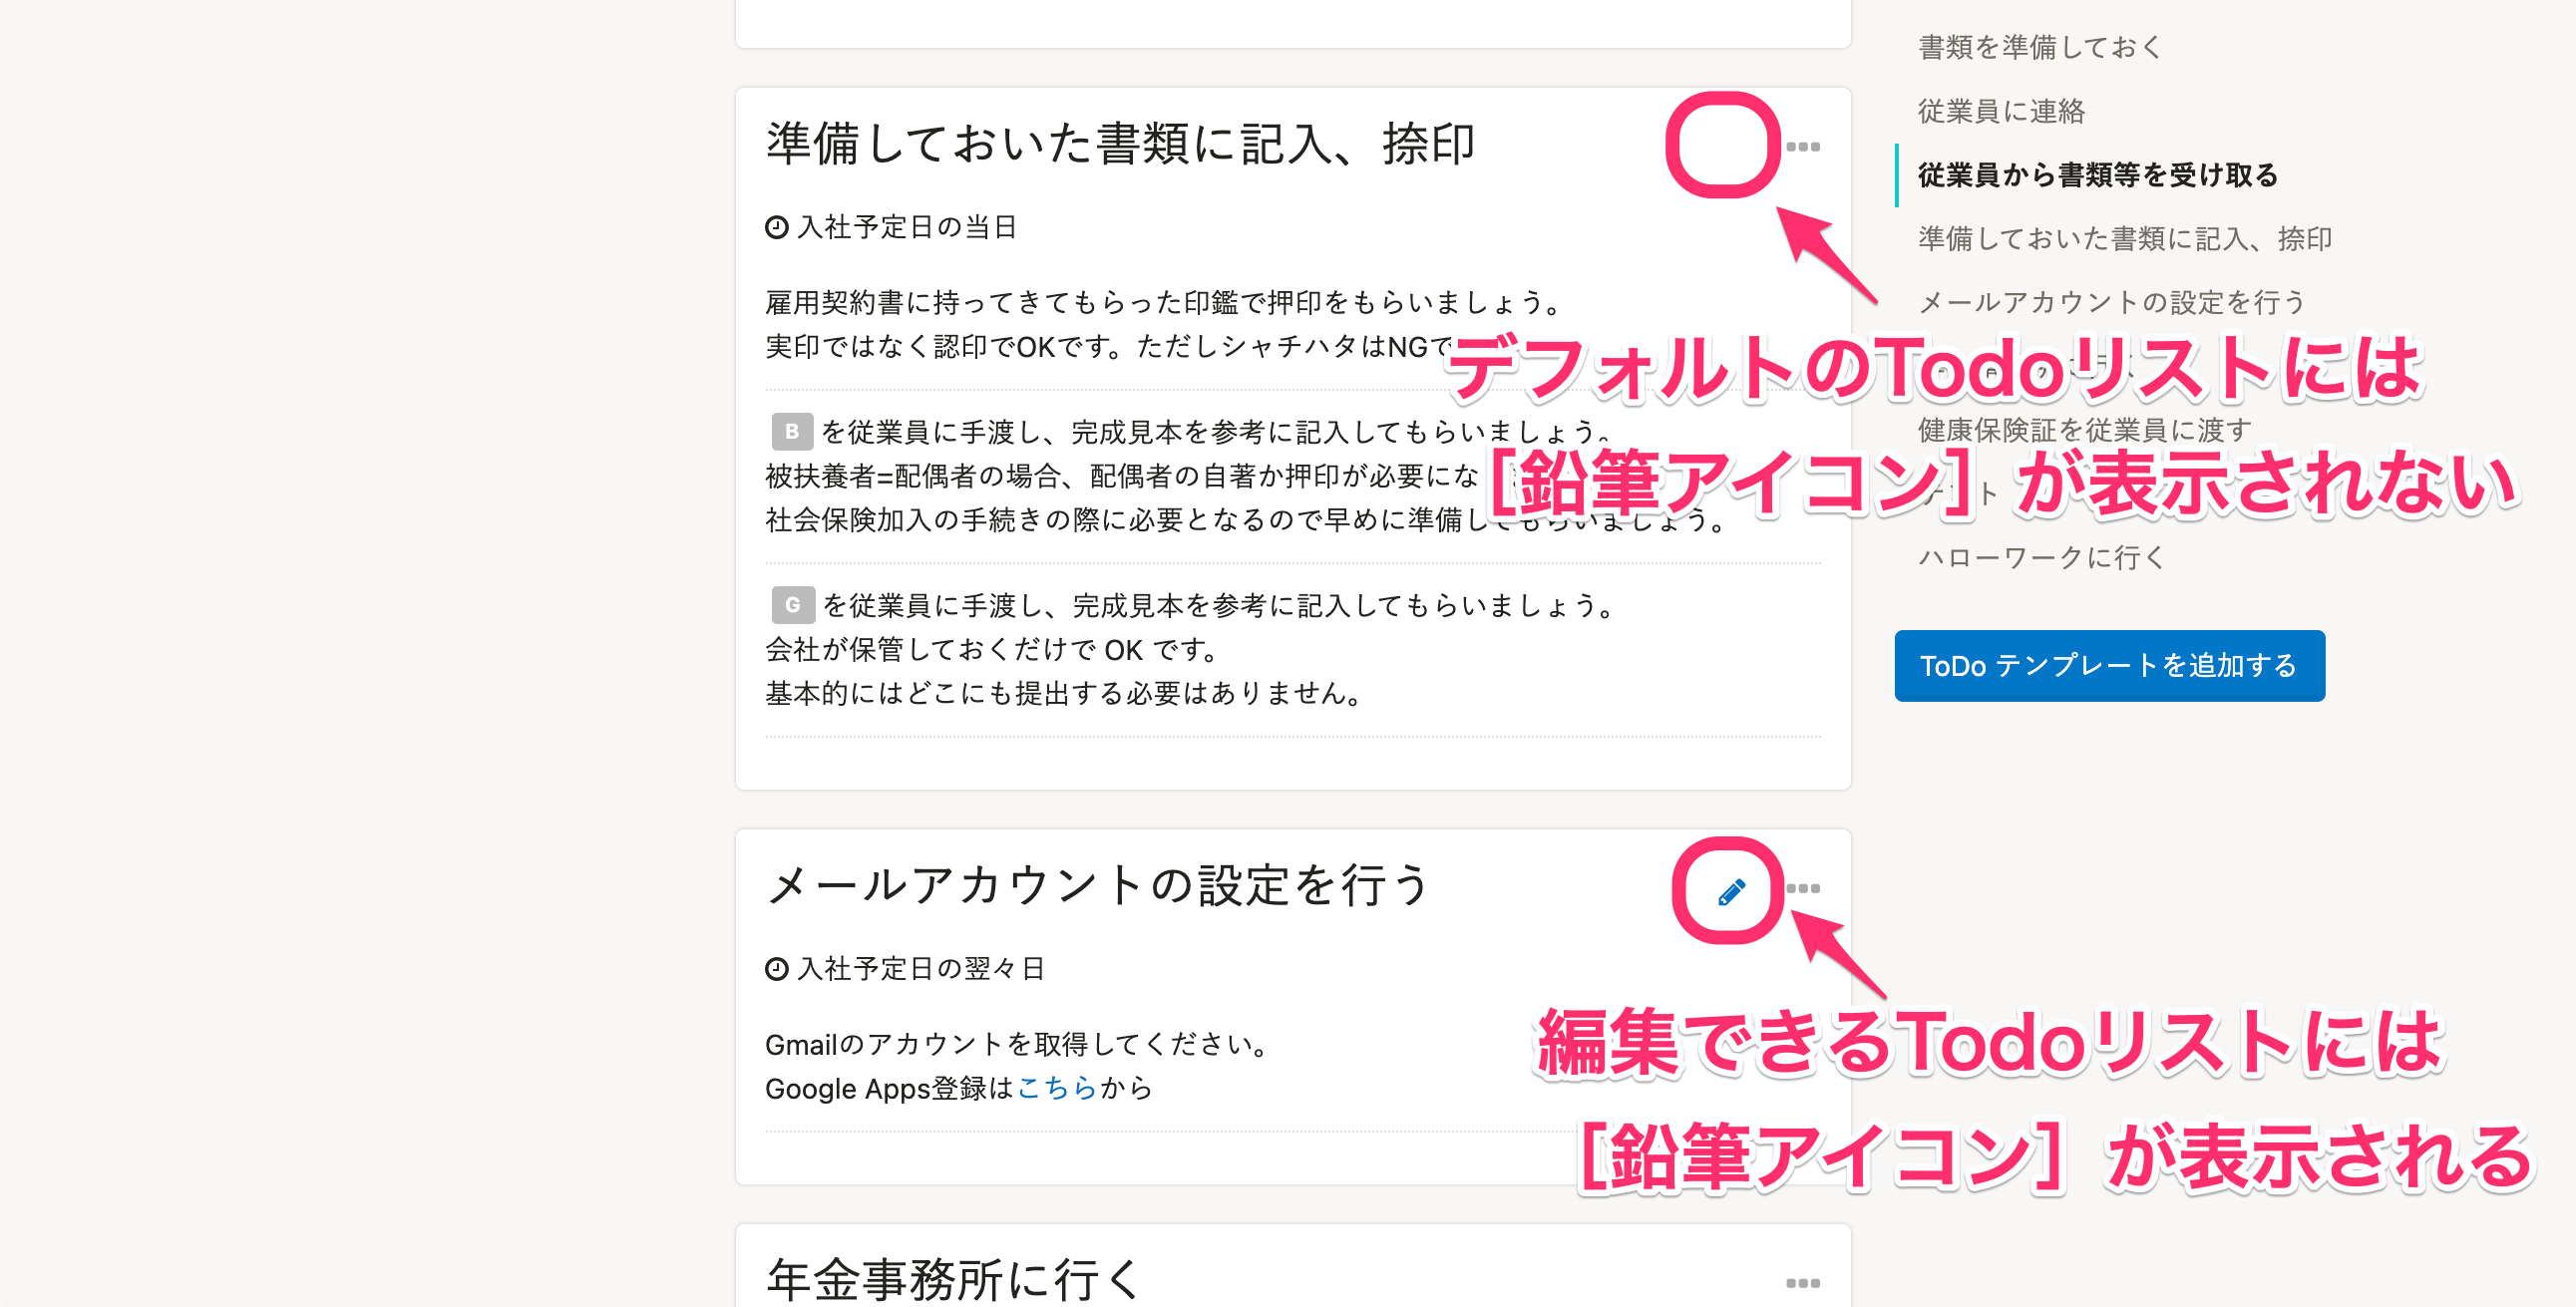 準備しておいた書類に記入、捺印
入社予定日の当日
雇用契約書に持ってきてもらった印鑑で押印をもらいましょう。
実印ではなく認印でOKです。ただしシャチハタはNGで
B を従業員に手渡し、完成見本を参考に記入してもらいましょう。
被扶養者=配偶者の場合、配偶者の自著か押印が必要にな
社会保険加入の手続きの際に必要となるので早めに準備してもらいましょう。
G を従業員に手渡し、完成見本を参考に記入してもらいましょう。
会社が保管しておくだけで OK です。
基本的にはどこにも提出する必要はありません。
メールアカウントの設定を行う
入社予定日の翌々日
Gmailのアカウントを取得してください。
Google Apps登録はこちらから
年金事務所に行く
書類を準備しておく
従業員に連絡
従業員から書類等を受け取る
準備しておいた書類に記入、捺印
メールアカウントの設定を行う
健康保険証を従業員に渡す
ハローワークに行く
ToDo テンプレートを追加する
デフォルトのTodoリストには
［鉛筆アイコン］が表示されない
編集できるTodoリストには
［鉛筆アイコン］が表示される